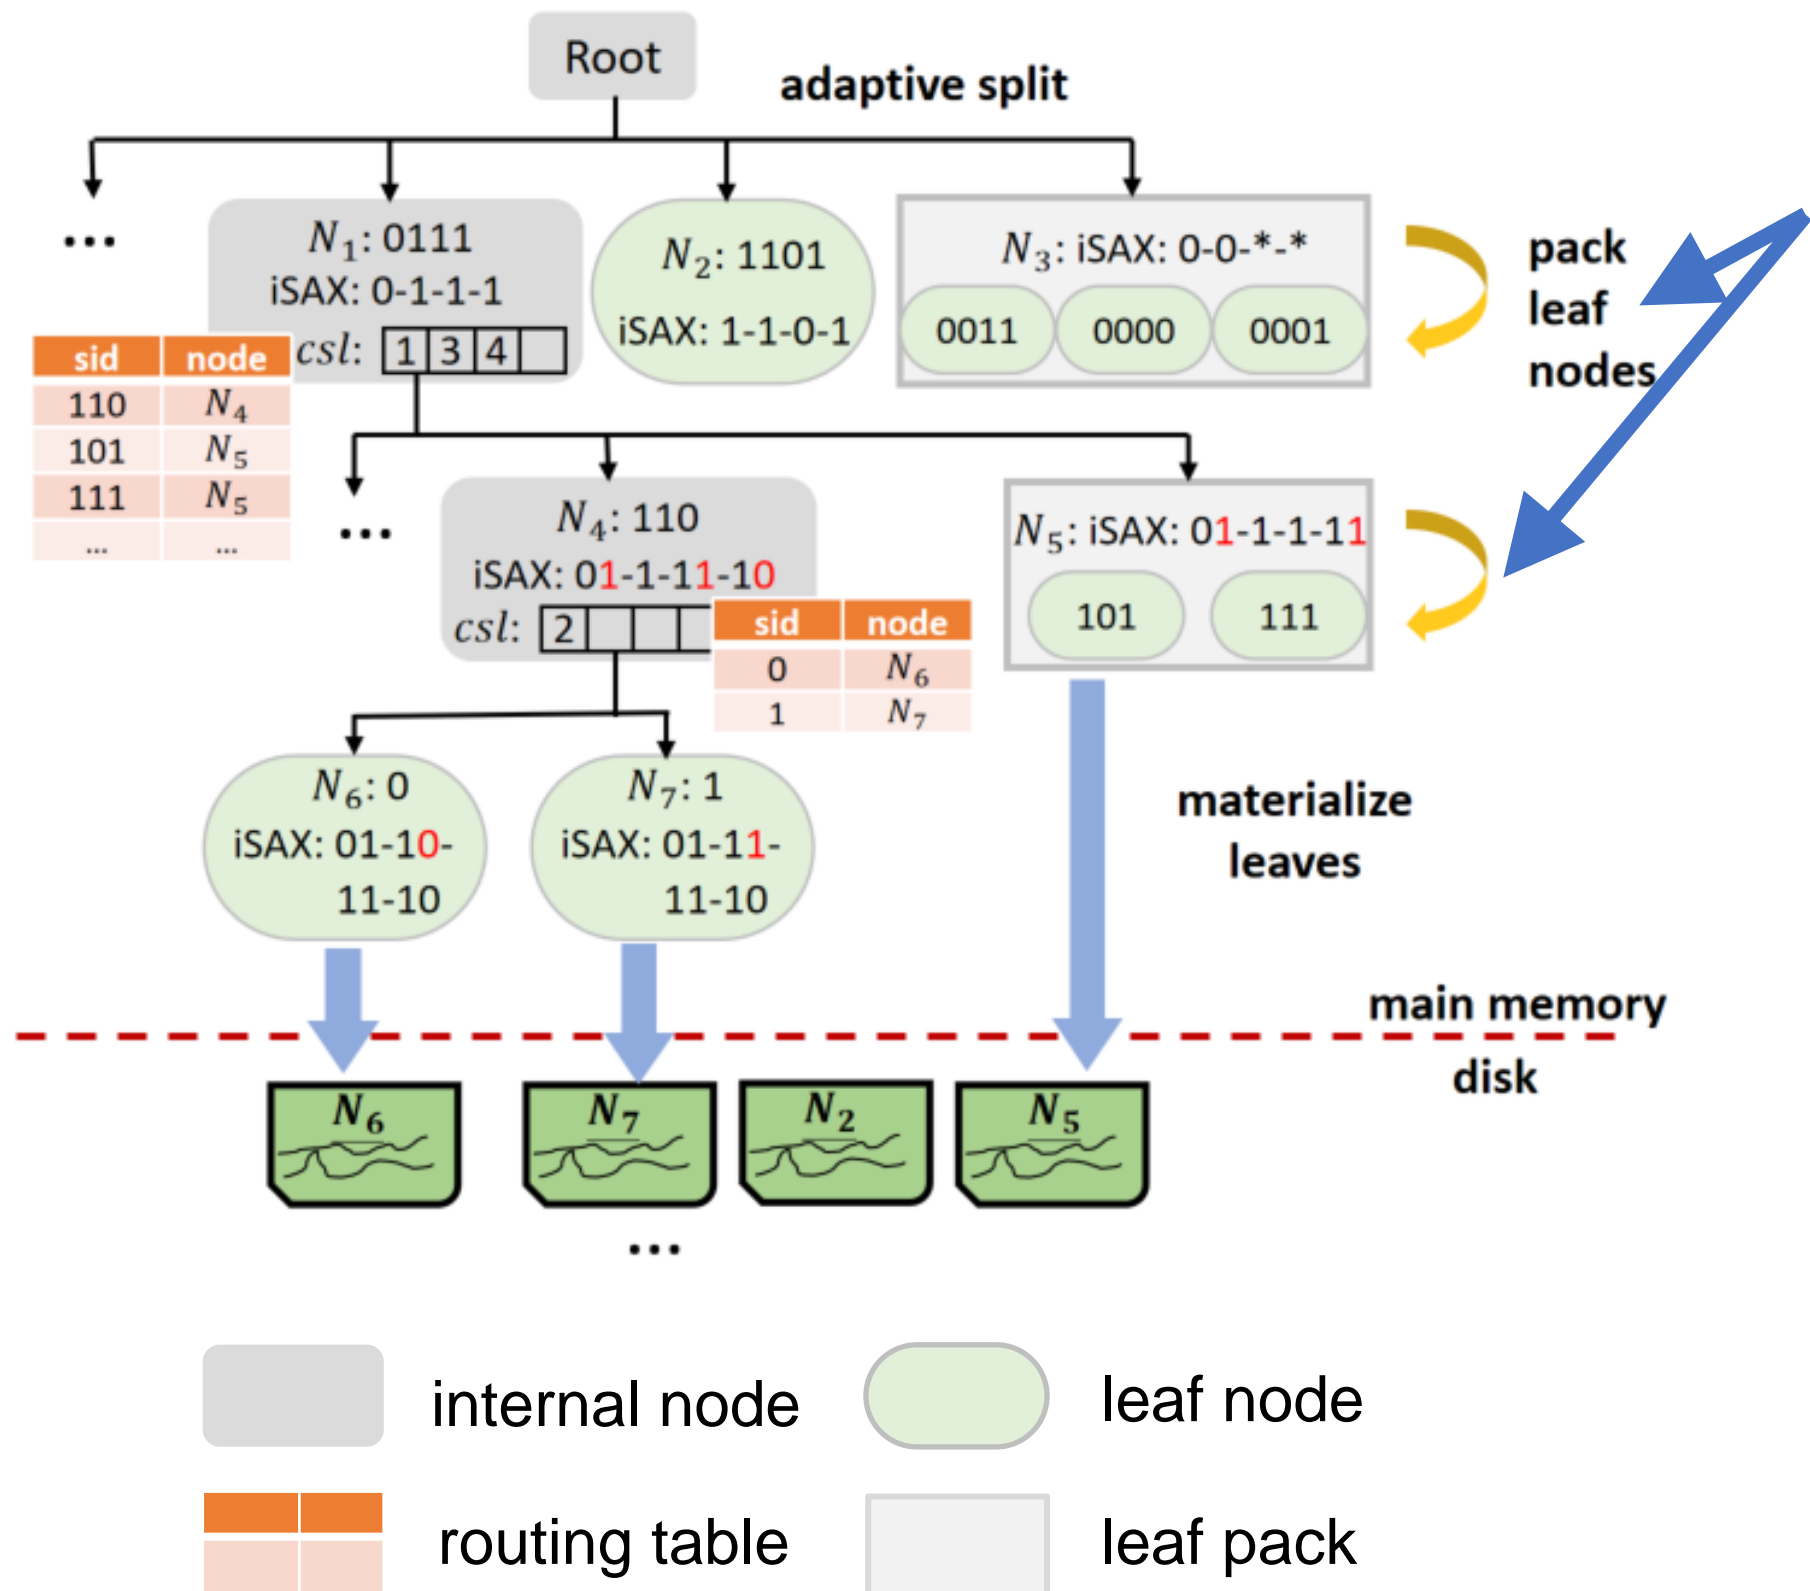 Root
adaptive split
...
N₁: 0111
iSAX: 0-1-1-1
csl: 1 3 4
N₂: 1101
iSAX: 1-1-0-1
N₃: iSAX: 0-0-*-*
0011 0000 0001
pack
leaf
nodes
sid node
110 N₄
101 N₅
111 N₅
... ...
...
N₄: 110
iSAX: 01-1-11-10
csl: 2
sid node
0 N₆
1 N₇
N₅: iSAX: 01-1-1-11
101 111
N₆: 0
iSAX: 01-10-
11-10
N₇: 1
iSAX: 01-11-
11-10
materialize
leaves
main memory
disk
N₆ N₇ N₂ N₅
...
internal node
leaf node
routing table
leaf pack